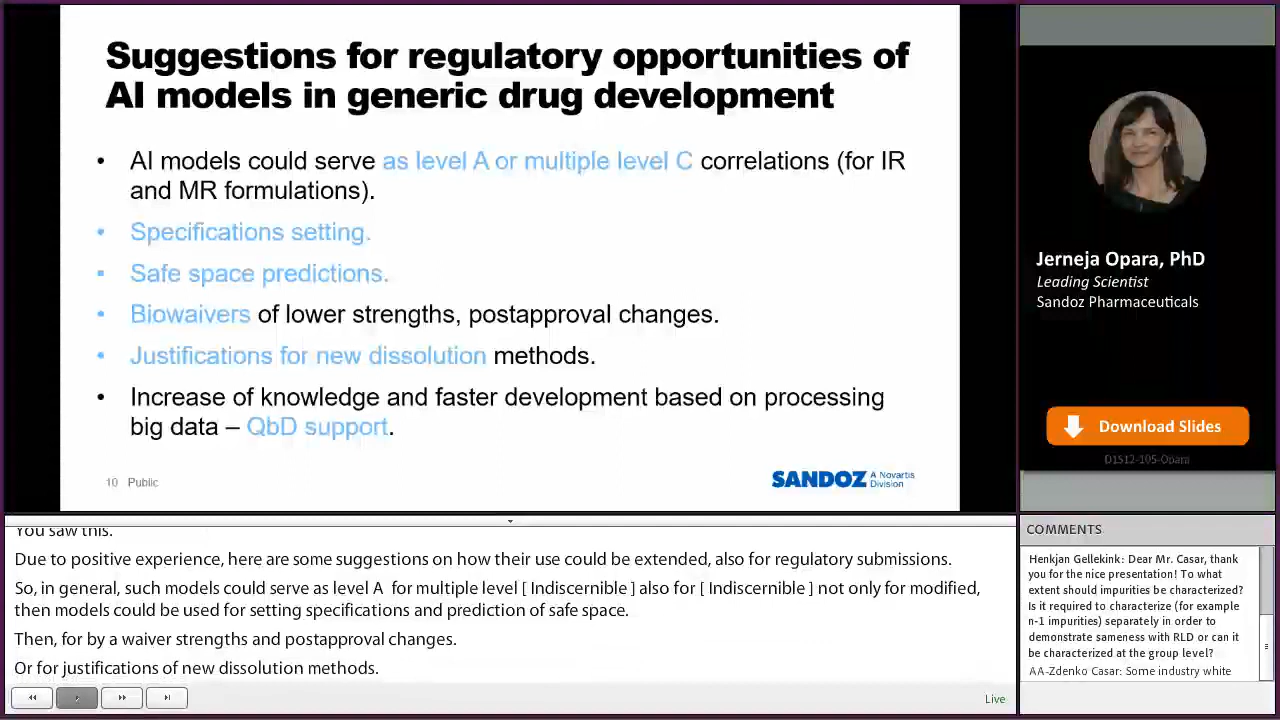 Suggestions for regulatory opportunities of
AI models in generic drug development
• AI models could serve as level A or multiple level C correlations (for IR
and MR formulations).
• Specifications setting.
• Safe space predictions.
• Biowaivers of lower strengths, postapproval changes.
• Justifications for new dissolution methods.
• Increase of knowledge and faster development based on processing
big data – QbD support.
10 Public
SANDOZ A Novartis
Division
Jerneja Opara, PhD
Leading Scientist
Sandoz Pharmaceuticals
Download Slides
D1S12-105-Opara
You saw this.
Due to positive experience, here are some suggestions on how their use could be extended, also for regulatory submissions.
So, in general, such models could serve as level A  for multiple level [ Indiscernible ] also for [ Indiscernible ] not only for modified,
then models could be used for setting specifications and prediction of safe space.
Then, for by a waiver strengths and postapproval changes.
Or for justifications of new dissolution methods.
Live
COMMENTS
Henkjan Gellekink: Dear Mr. Casar, thank
you for the nice presentation! To what
extent should impurities be characterized?
Is it required to characterize (for example
n-1 impurities) separately in order to
demonstrate sameness with RLD or can it
be characterized at the group level?
AA-Zdenko Casar: Some industry white